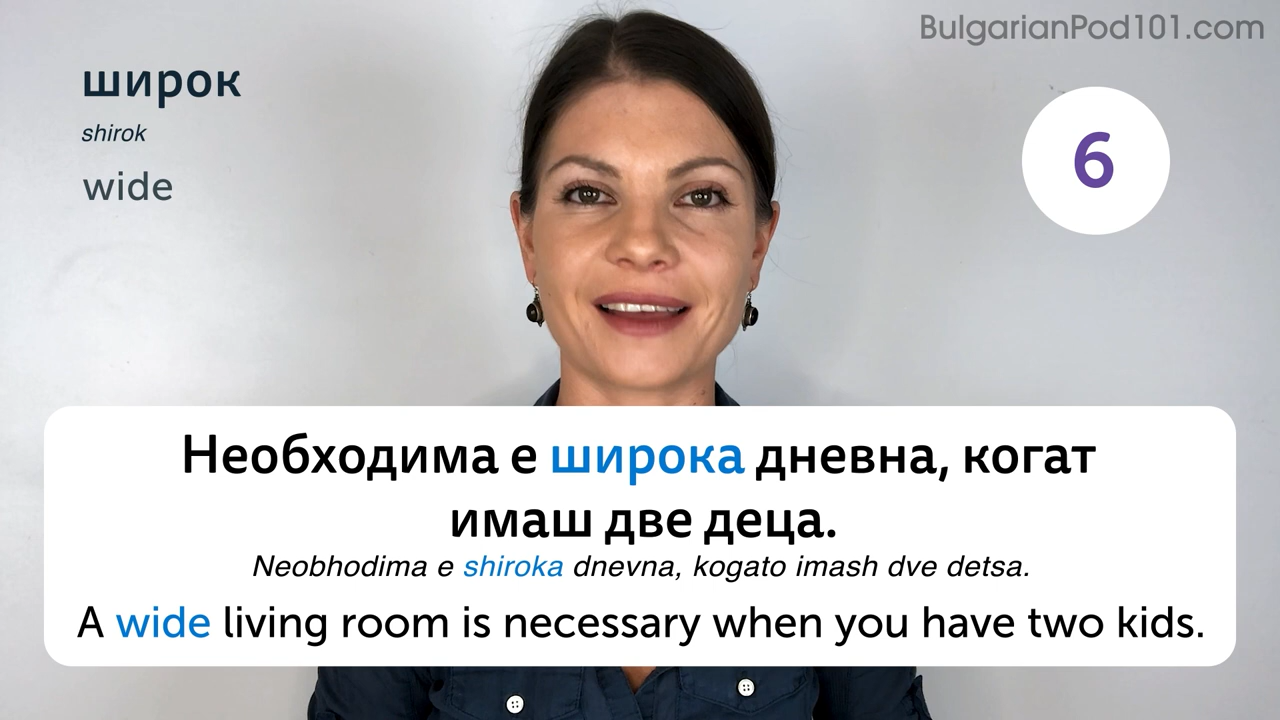 BulgarianPod101.com
широк
shirok
wide
6
Необходима е широка дневна, когат
имаш две деца.
Neobhodima e shiroka dnevna, kogato imash dve detsa.
A wide living room is necessary when you have two kids.